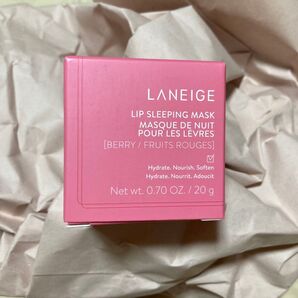 LANEIGE
LIP SLEEPING MASK
MASQUE DE NUIT
POUR LES LÈVRES
[BERRY / FRUITS ROUGES]
Hydrate. Nourish. Soften
Hydrate. Nourrit. Adoucit
Net wt. 0.70 OZ. / 20 g